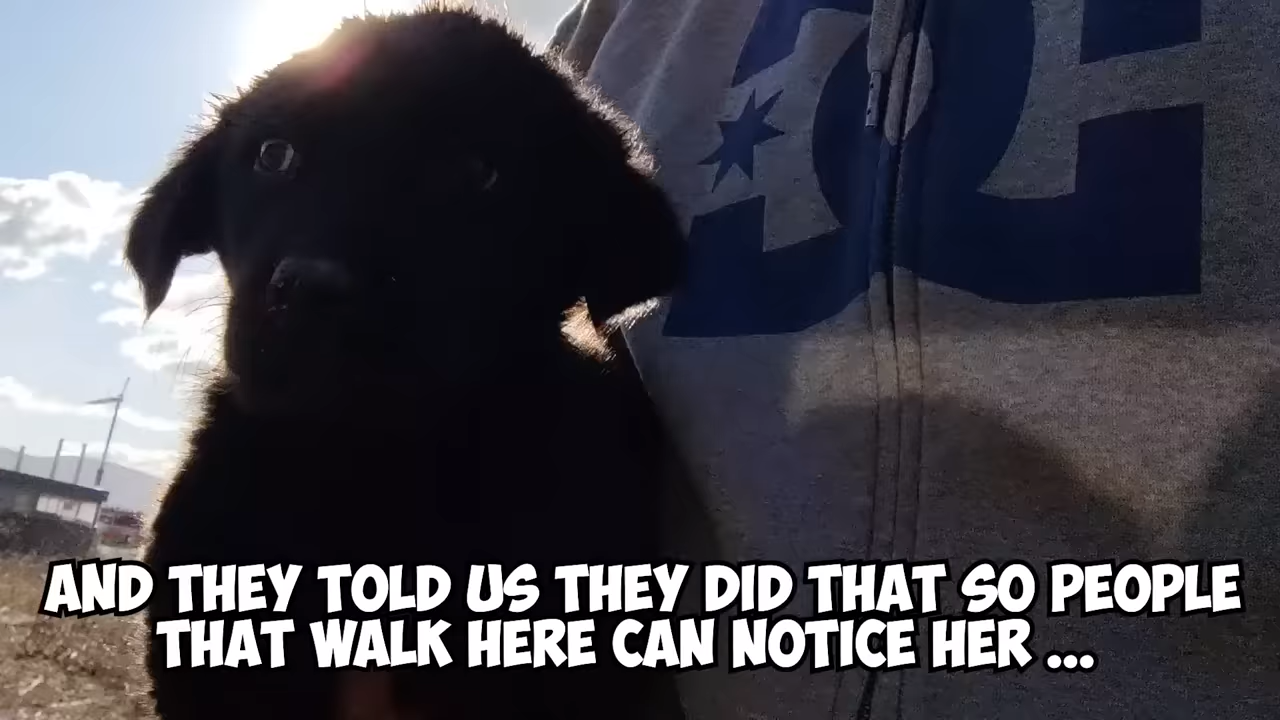 AND THEY TOLD US THEY DID THAT SO PEOPLE
THAT WALK HERE CAN NOTICE HER ...